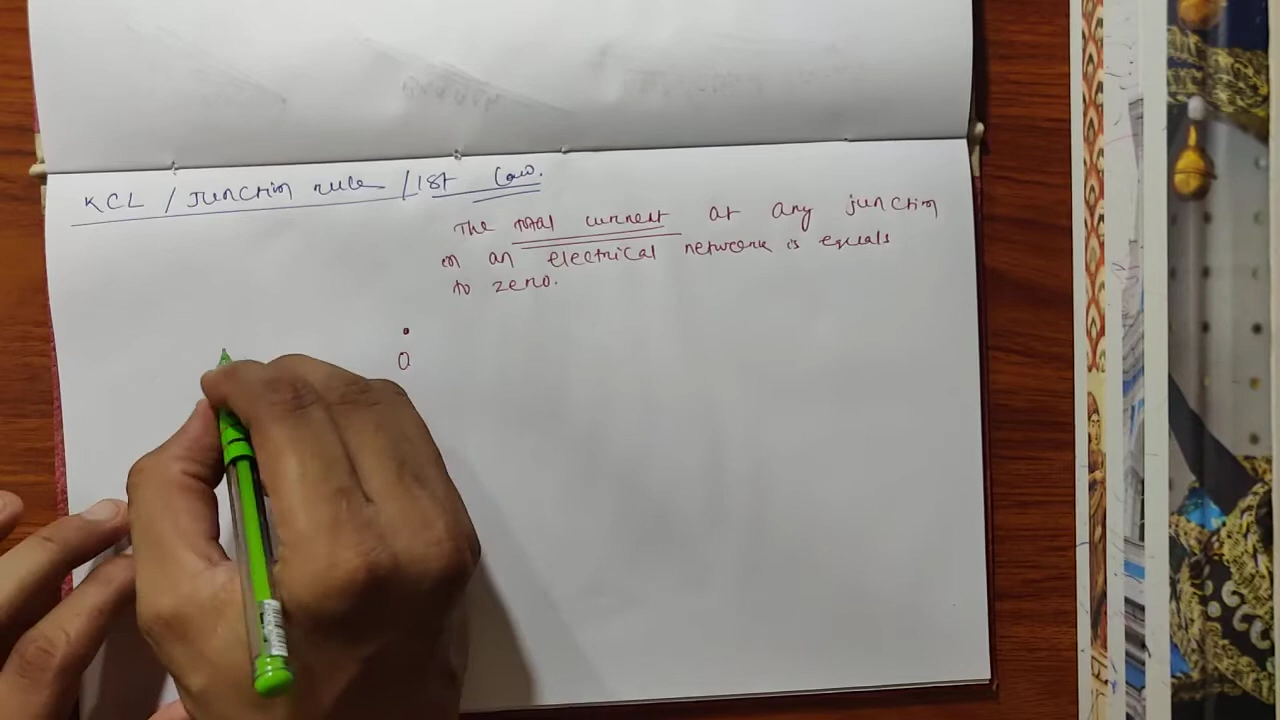 KCL / Junction rule / 1st Law.
The total current at any junction
in an electrical network is equals
to zero.
O